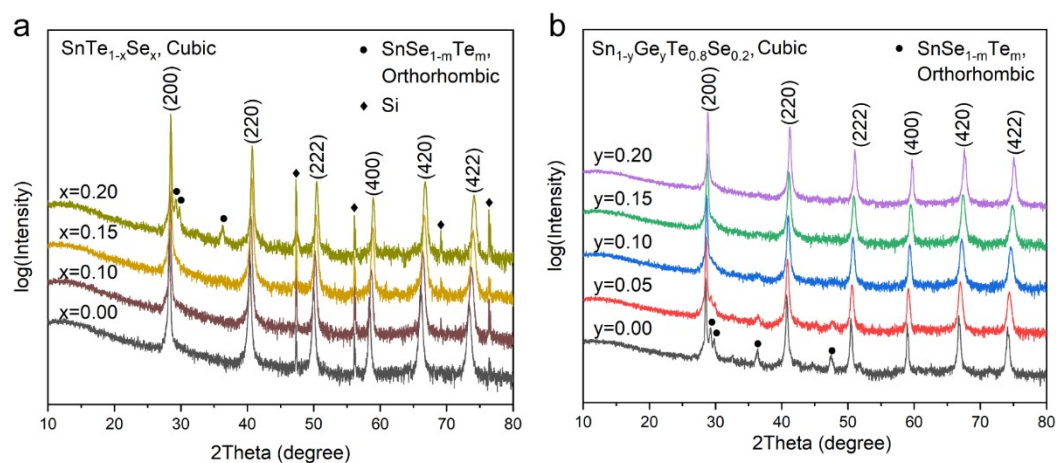 a
SnTe1-xSex, Cubic
● SnSe1-mTem,
Orthorhombic
♦ Si
(200)
(220)
(222)
(400)
(420)
(422)
x=0.20
x=0.15
x=0.10
x=0.00
log(Intensity)
10 20 30 40 50 60 70 80
2Theta (degree)
b
Sn1-yGeyTe0.8Se0.2, Cubic
● SnSe1-mTem,
Orthorhombic
(200)
(220)
(222)
(400)
(420)
(422)
y=0.20
y=0.15
y=0.10
y=0.05
y=0.00
log(Intensity)
10 20 30 40 50 60 70 80
2Theta (degree)